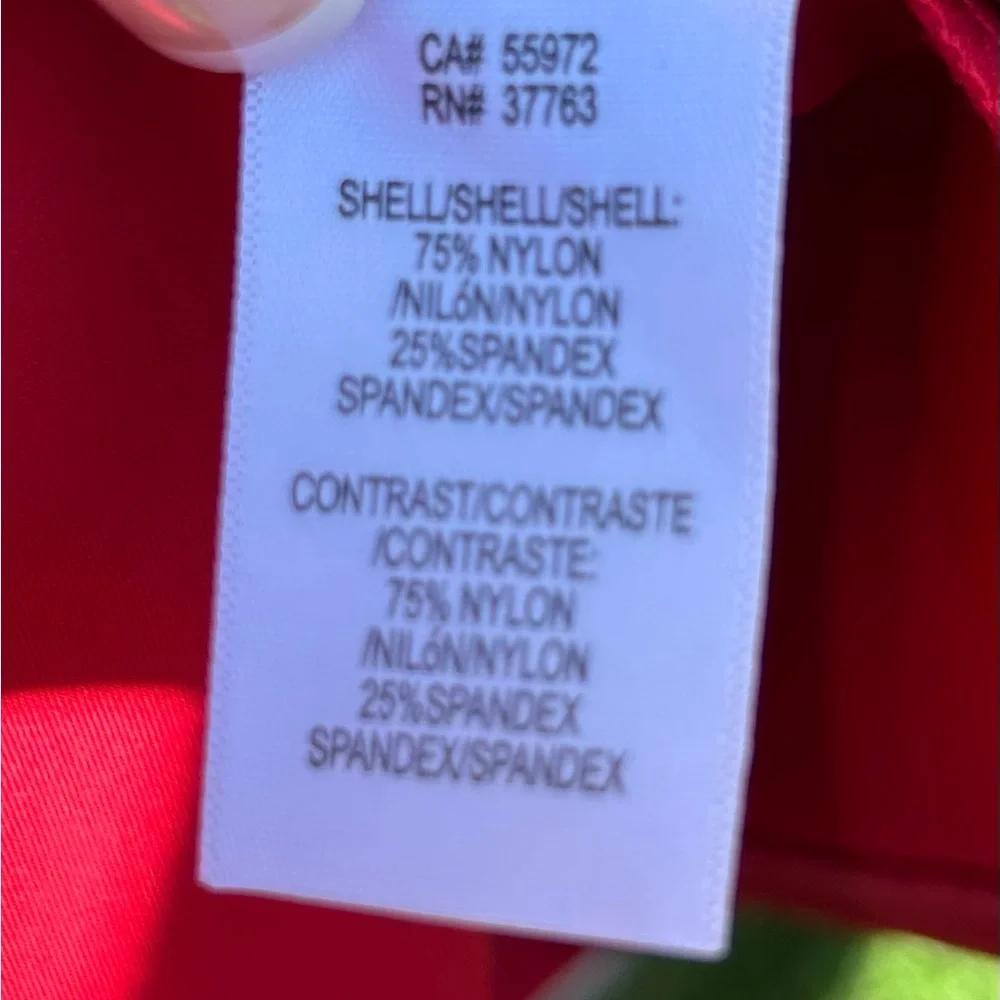 CA# 55972
RN# 37763
SHELL/SHELL/SHELL:
75% NYLON
/NILóN/NYLON
25%SPANDEX
SPANDEX/SPANDEX
CONTRAST/CONTRASTE
/CONTRASTE:
75% NYLON
/NILóN/NYLON
25%SPANDEX
SPANDEX/SPANDEX